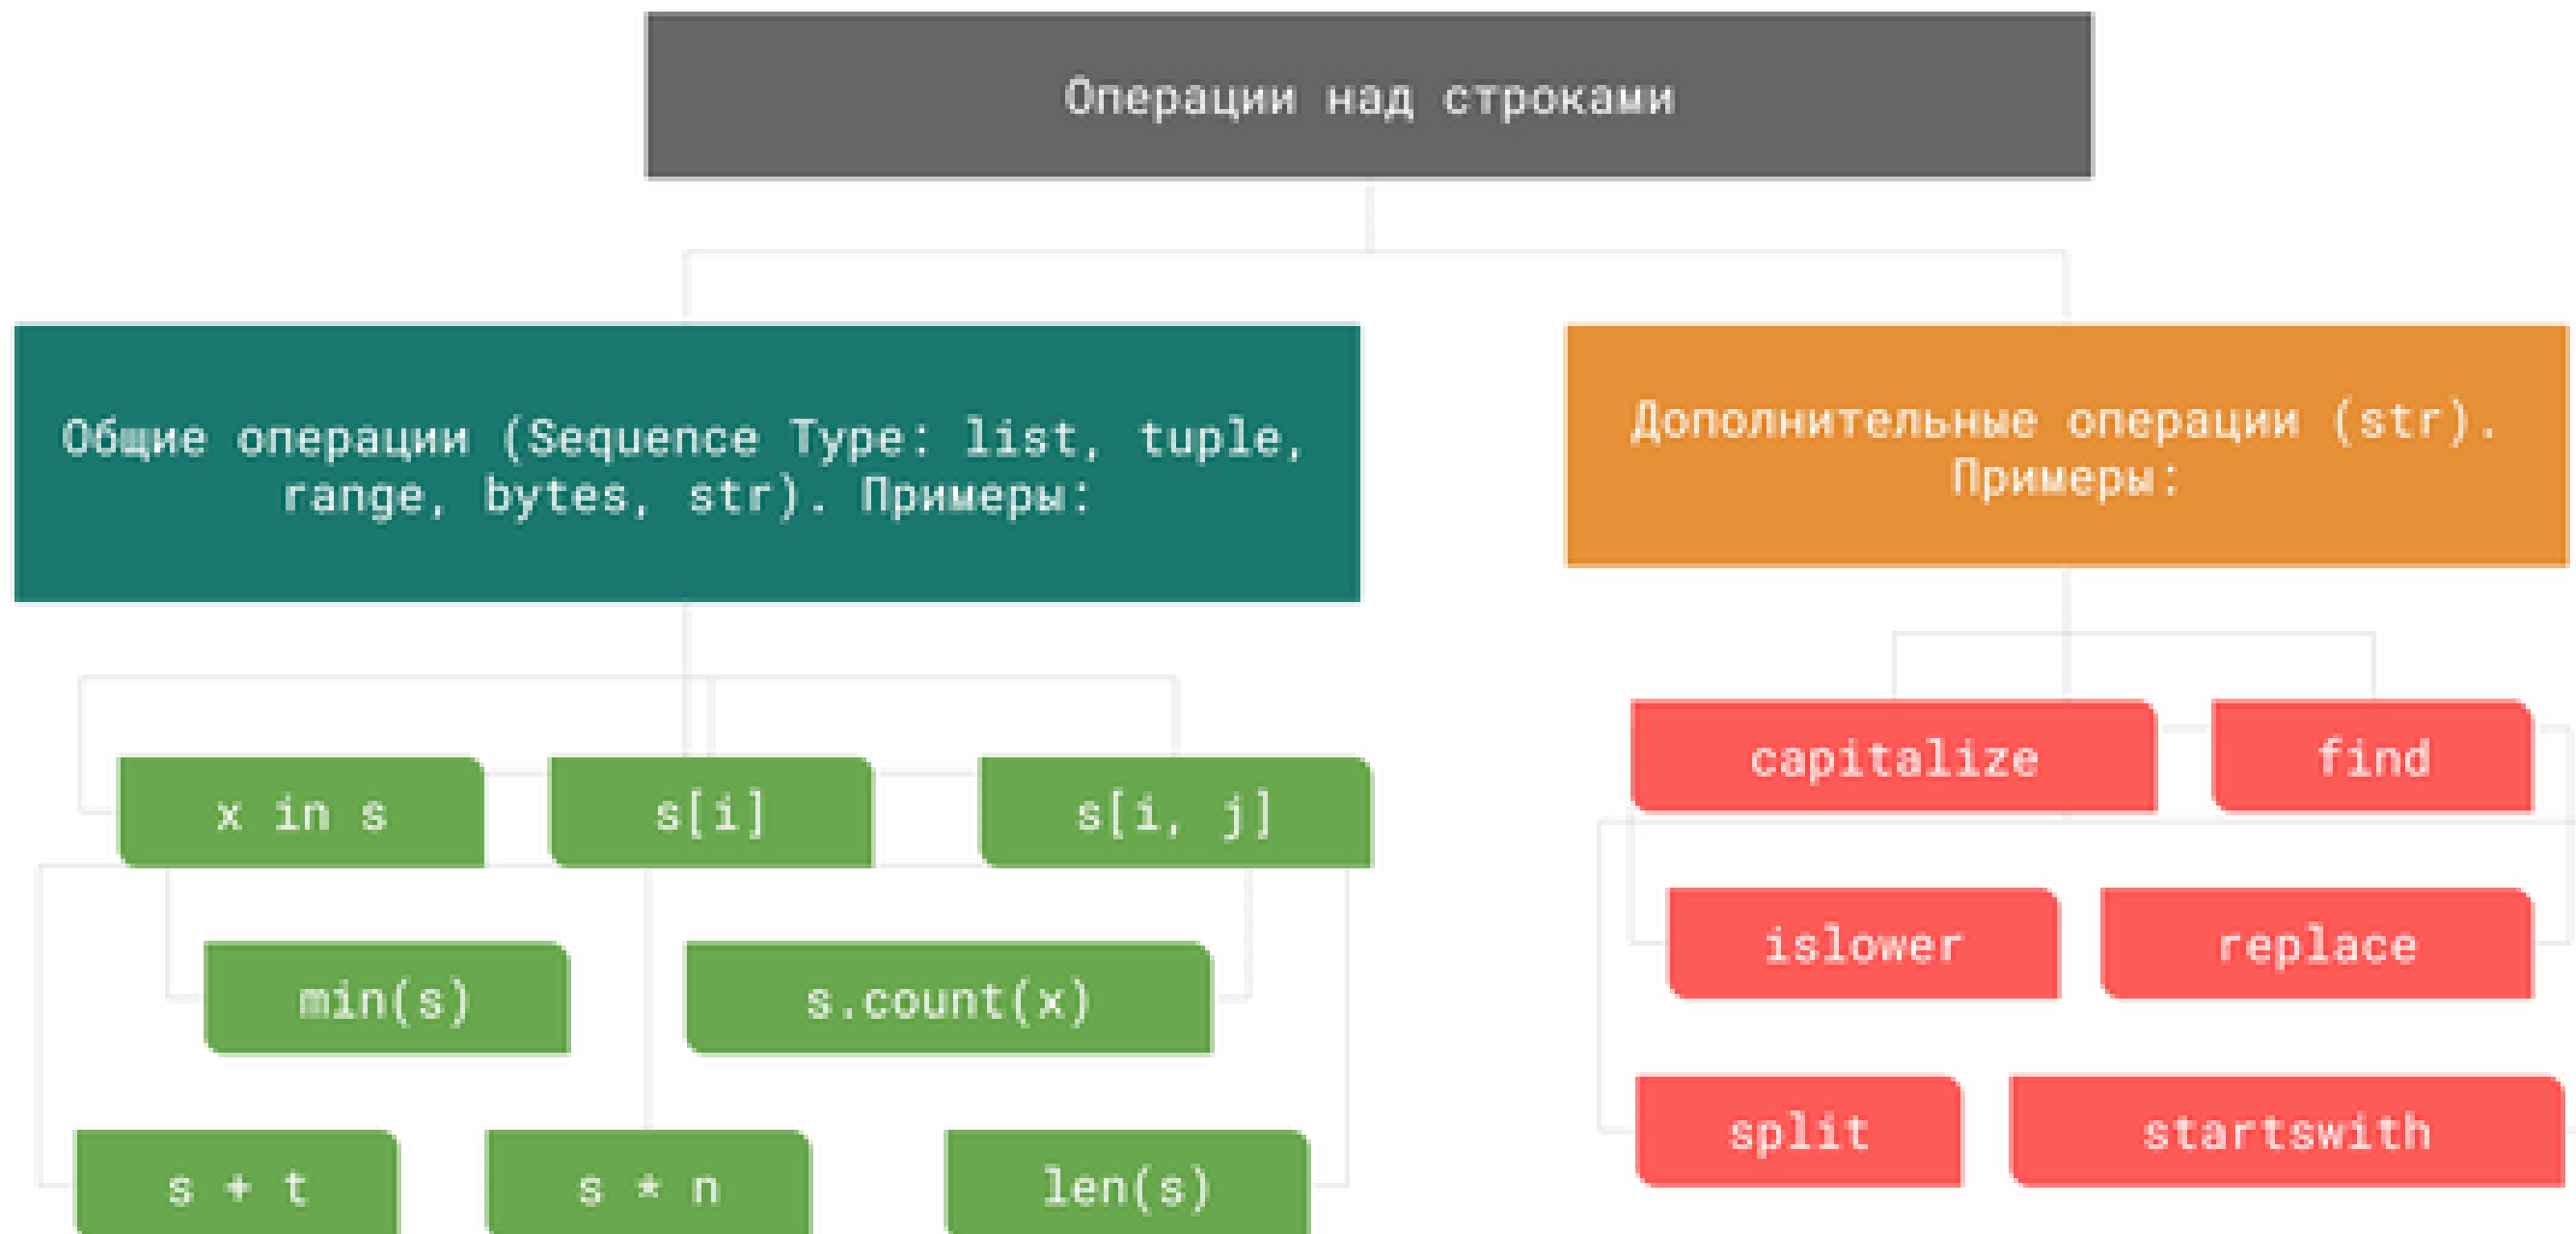 Операции над строками
Общие операции (Sequence Type: list, tuple,
range, bytes, str). Примеры:
Дополнительные операции (str).
Примеры:
x in s
s[i]
s[i, j]
min(s)
s.count(x)
s + t
s * n
len(s)
capitalize
find
islower
replace
split
startswith